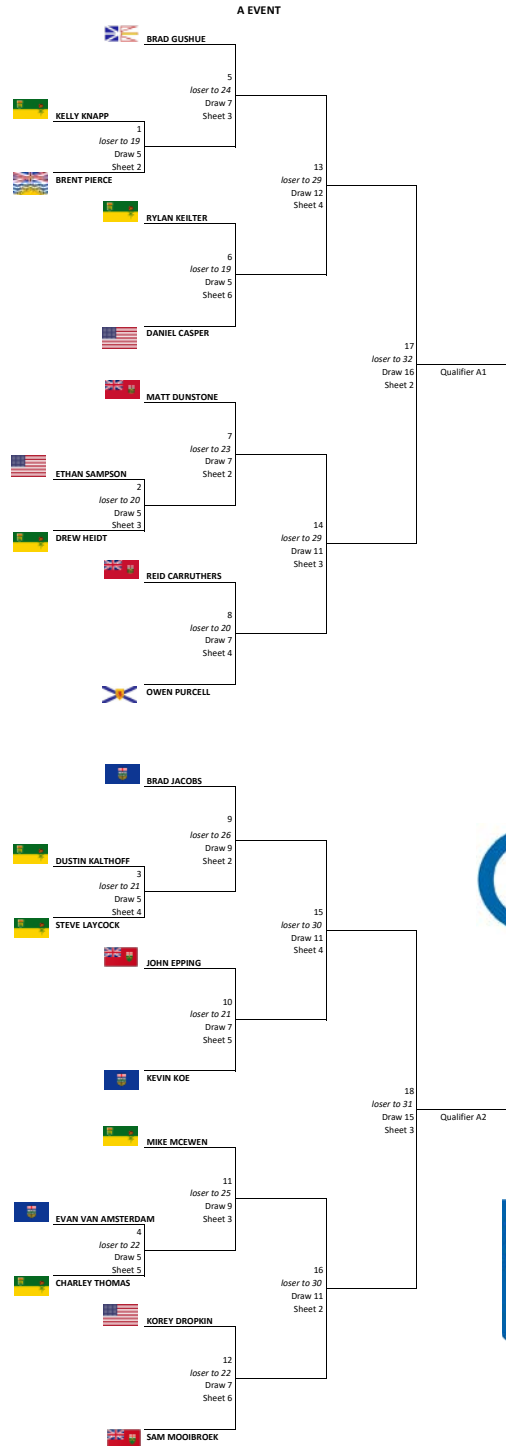 A EVENT
BRAD GUSHUE
5
loser to 24
Draw 7
Sheet 3
KELLY KNAPP
1
loser to 19
Draw 5
Sheet 2
BRENT PIERCE
13
loser to 29
Draw 12
Sheet 4
RYLAN KEILTER
6
loser to 19
Draw 5
Sheet 6
DANIEL CASPER
17
loser to 32
Draw 16
Sheet 2
Qualifier A1
MATT DUNSTONE
7
loser to 23
Draw 7
Sheet 2
ETHAN SAMPSON
2
loser to 20
Draw 5
Sheet 3
DREW HEIDT
14
loser to 29
Draw 11
Sheet 3
REID CARRUTHERS
8
loser to 20
Draw 7
Sheet 4
OWEN PURCELL
BRAD JACOBS
9
loser to 26
Draw 9
Sheet 2
DUSTIN KALTHOFF
3
loser to 21
Draw 5
Sheet 4
STEVE LAYCOCK
15
loser to 30
Draw 11
Sheet 4
JOHN EPPING
10
loser to 21
Draw 7
Sheet 5
KEVIN KOE
18
loser to 31
Draw 15
Sheet 3
Qualifier A2
MIKE MCEWEN
11
loser to 25
Draw 9
Sheet 3
EVAN VAN AMSTERDAM
4
loser to 22
Draw 5
Sheet 5
CHARLEY THOMAS
16
loser to 30
Draw 11
Sheet 2
KOREY DROPKIN
12
loser to 22
Draw 7
Sheet 6
SAM MOOIBROEK